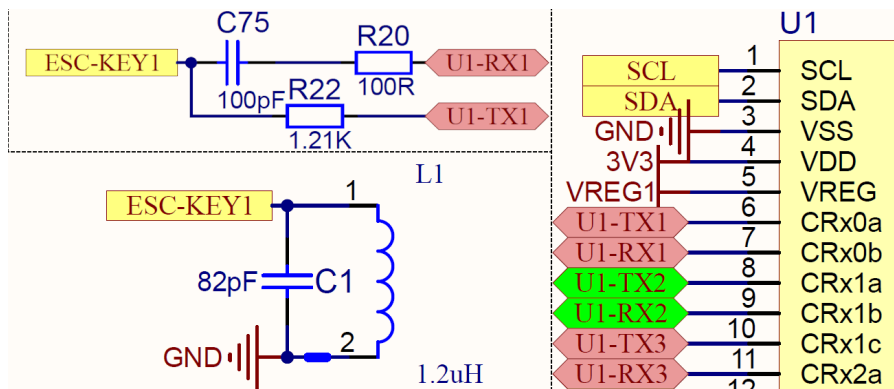 C75
R20
ESC-KEY1
U1-RX1
100pF
100R
R22
U1-TX1
1.21K
L1
ESC-KEY1
1
82pF
C1
GND
2
1.2uH
U1
SCL 1 SCL
SDA 2 SDA
GND 3 VSS
3V3 4 VDD
VREG1 5 VREG
U1-TX1 6 CRx0a
U1-RX1 7 CRx0b
U1-TX2 8 CRx1a
U1-RX2 9 CRx1b
U1-TX3 10 CRx1c
U1-RX3 11 CRx2a
12